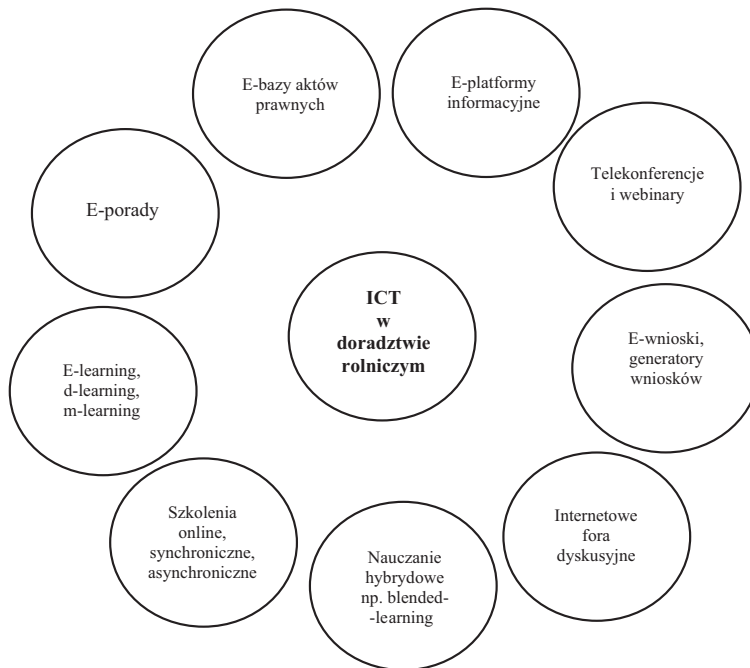 E-bazy aktów
prawnych
E-platformy
informacyjne
Telekonferencje
i webinary
E-porady
ICT
w
doradztwie
rolniczym
E-wnioski,
generatory
wniosków
E-learning,
d-learning,
m-learning
Szkolenia
online,
synchroniczne,
asynchroniczne
Nauczanie
hybrydowe
np. blended-
-learning
Internetowe
fora
dyskusyjne